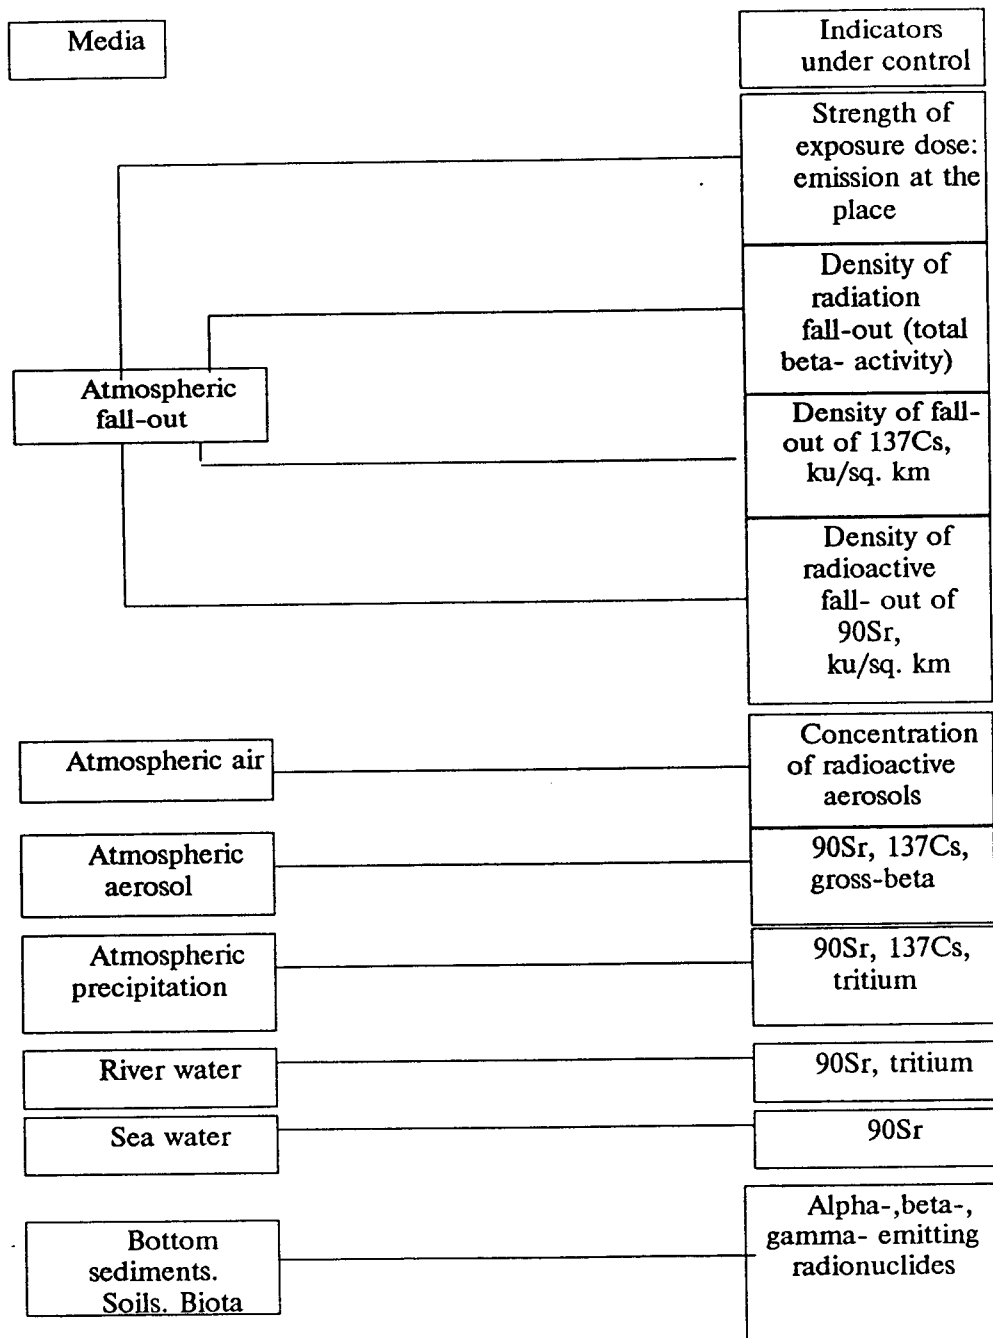 Media
Indicators
under control
Strength of
exposure dose:
emission at the
place
Density of
radiation
fall-out (total
beta- activity)
Atmospheric
fall-out
Density of fall-
out of 137Cs,
ku/sq. km
Density of
radioactive
fall- out of
90Sr,
ku/sq. km
Atmospheric air
Concentration
of radioactive
aerosols
Atmospheric
aerosol
90Sr, 137Cs,
gross-beta
Atmospheric
precipitation
90Sr, 137Cs,
tritium
River water
90Sr, tritium
Sea water
90Sr
Bottom
sediments.
Soils. Biota
Alpha-,beta-,
gamma- emitting
radionuclides